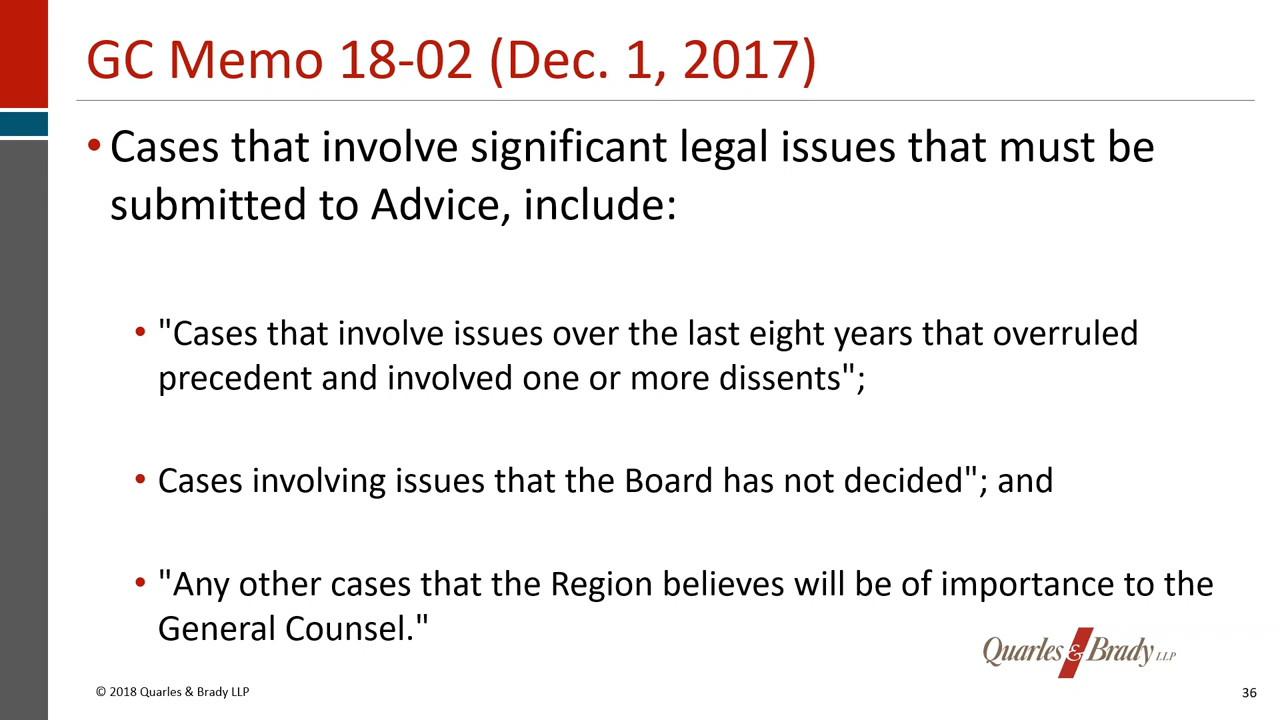 GC Memo 18-02 (Dec. 1, 2017)
• Cases that involve significant legal issues that must be
submitted to Advice, include:
• "Cases that involve issues over the last eight years that overruled
precedent and involved one or more dissents";
• Cases involving issues that the Board has not decided"; and
• "Any other cases that the Region believes will be of importance to the
General Counsel."
Quarles & Brady LLP
© 2018 Quarles & Brady LLP
36